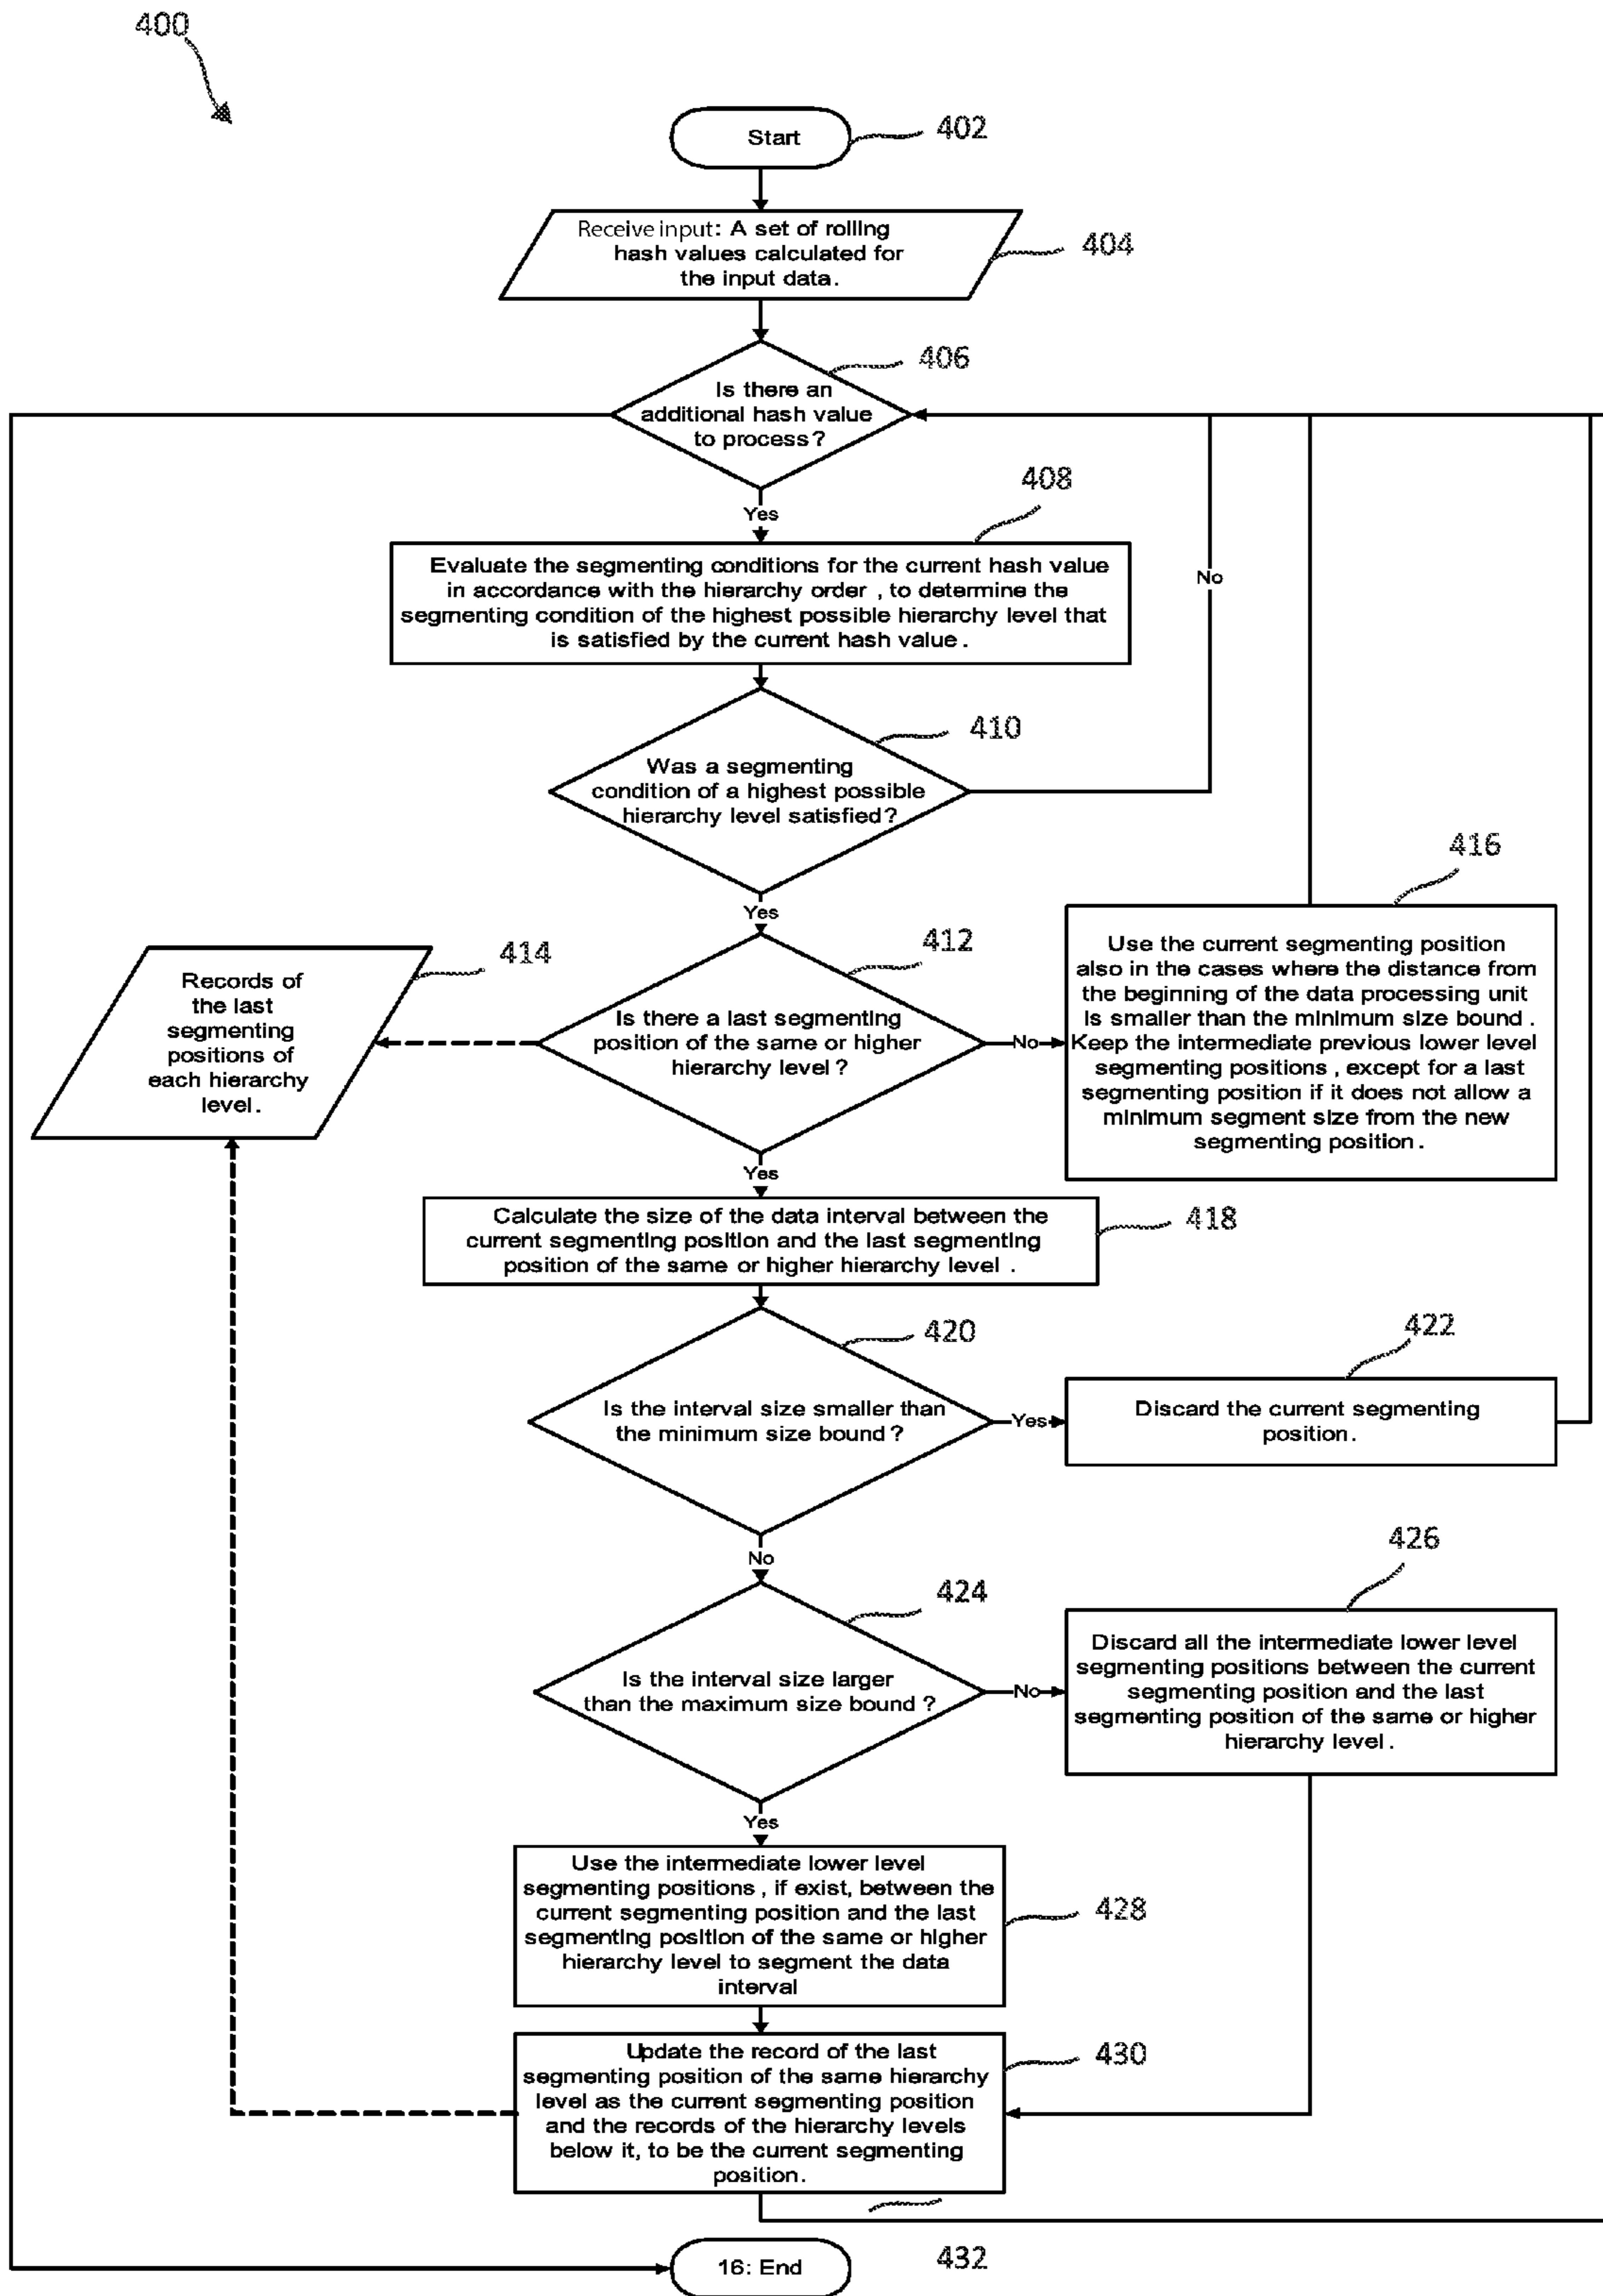 400
Start
402
Receive input: A set of rolling
hash values calculated for
the input data.
404
406
Is there an
additional hash value
to process?
Yes
408
Evaluate the segmenting conditions for the current hash value
in accordance with the hierarchy order , to determine the
segmenting condition of the highest possible hierarchy level that
is satisfied by the current hash value .
No
410
Was a segmenting
condition of a highest possible
hierarchy level satisfied?
Yes
412
Is there a last segmenting
position of the same or higher
hierarchy level ?
No
414
Records of
the last
segmenting
positions of
each hierarchy
level .
416
Use the current segmenting position
also in the cases where the distance from
the beginning of the data processing unit
is smaller than the minimum size bound .
Keep the intermediate previous lower level
segmenting positions , except for a last
segmenting position if it does not allow a
minimum segment size from the new
segmenting position .
Yes
Calculate the size of the data interval between the
current segmenting position and the last segmenting
position of the same or higher hierarchy level .
418
420
Is the interval size smaller than
the minimum size bound ?
Yes
422
Discard the current segmenting
position .
No
424
Is the interval size larger
than the maximum size bound ?
No
426
Discard all the intermediate lower level
segmenting positions between the current
segmenting position and the last
segmenting position of the same or higher
hierarchy level .
Yes
Use the intermediate lower level
segmenting positions , if exist, between the
current segmenting position and the last
segmenting position of the same or higher
hierarchy level to segment the data
interval
428
Update the record of the last
segmenting position of the same hierarchy
level as the current segmenting position
and the records of the hierarchy levels
below it, to be the current segmenting
position.
430
16: End
432